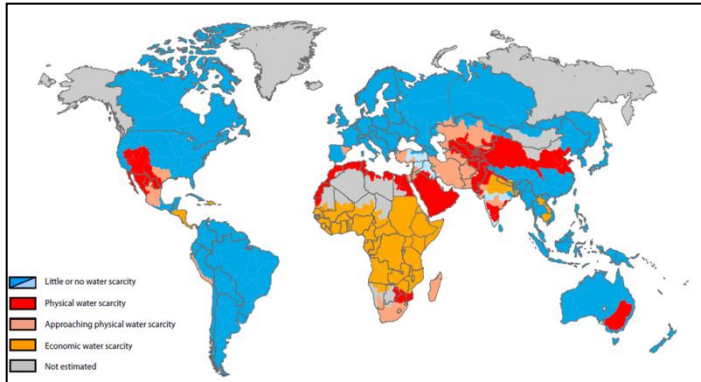 Little or no water scarcity
Physical water scarcity
Approaching physical water scarcity
Economic water scarcity
Not estimated